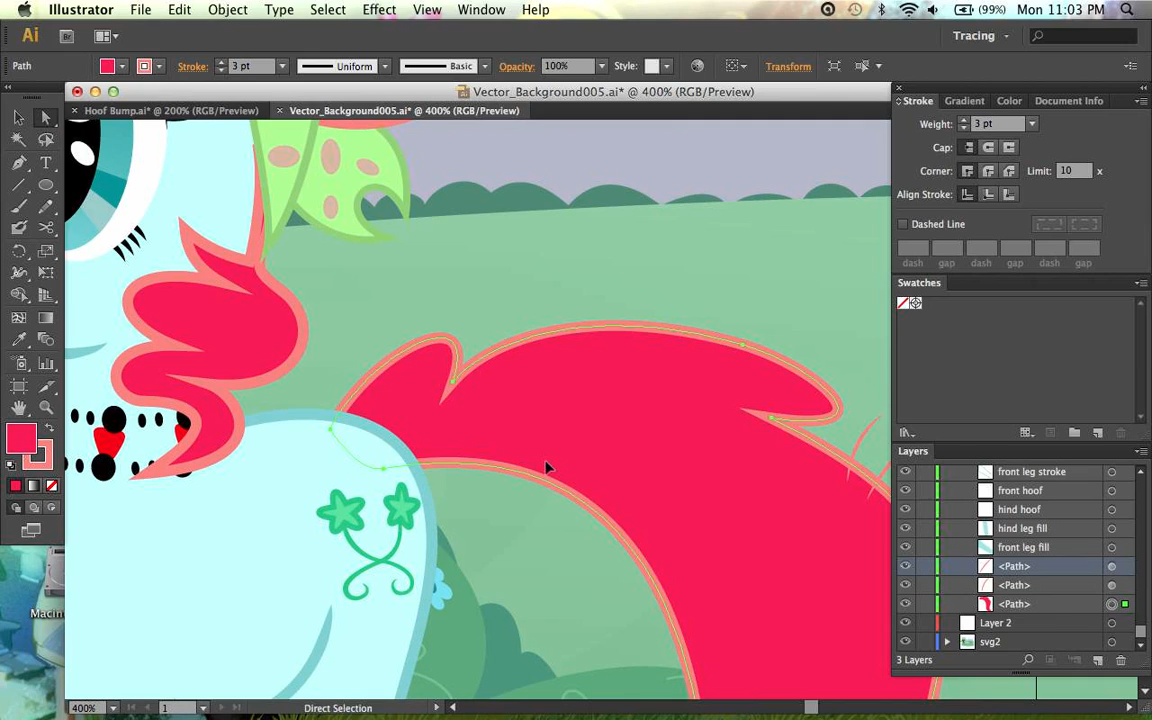 Illustrator File Edit Object Type Select Effect View Window Help (99%) Mon 11:03 PM
Ai Br Tracing
Path Stroke: 3 pt Uniform Basic Opacity: 100% Style: Transform
Vector_Background005.ai* @ 400% (RGB/Preview)
Hoof Bump.ai* @ 200% (RGB/Preview) Vector_Background005.ai* @ 400% (RGB/Preview)
Stroke Gradient Color Document Info
Weight: 3 pt
Cap:
Corner: Limit: 10 x
Align Stroke:
Dashed Line
dash gap dash gap dash gap
Swatches
Layers
front leg stroke
front hoof
hind hoof
hind leg fill
front leg fill
<Path>
<Path>
<Path>
Layer 2
svg2
3 Layers
Macin
400% 1 Direct Selection